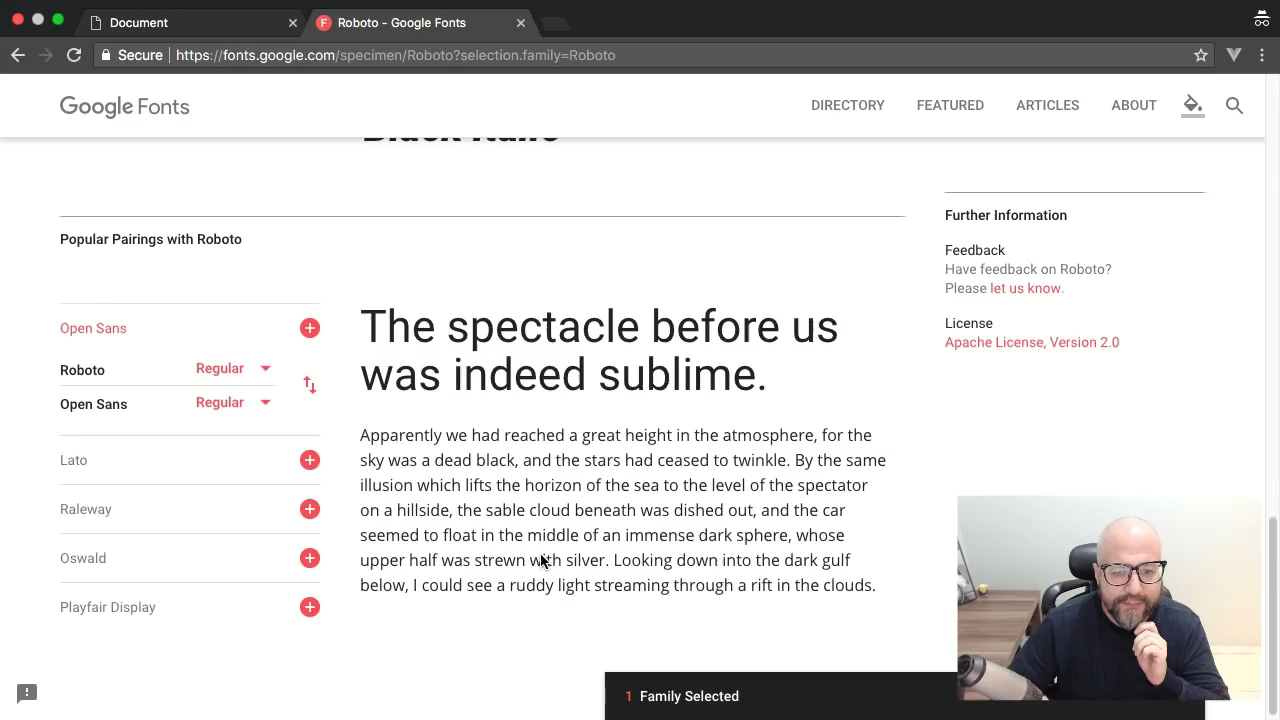 Document
Roboto - Google Fonts
Secure
https://fonts.google.com/specimen/Roboto?selection.family=Roboto
Google Fonts
DIRECTORY
FEATURED
ARTICLES
ABOUT
Black Italic
Popular Pairings with Roboto
Open Sans
Roboto Regular
Open Sans Regular
Lato
Raleway
Oswald
Playfair Display
The spectacle before us
was indeed sublime.
Apparently we had reached a great height in the atmosphere, for the
sky was a dead black, and the stars had ceased to twinkle. By the same
illusion which lifts the horizon of the sea to the level of the spectator
on a hillside, the sable cloud beneath was dished out, and the car
seemed to float in the middle of an immense dark sphere, whose
upper half was strewn with silver. Looking down into the dark gulf
below, I could see a ruddy light streaming through a rift in the clouds.
Further Information
Feedback
Have feedback on Roboto?
Please let us know.
License
Apache License, Version 2.0
1 Family Selected